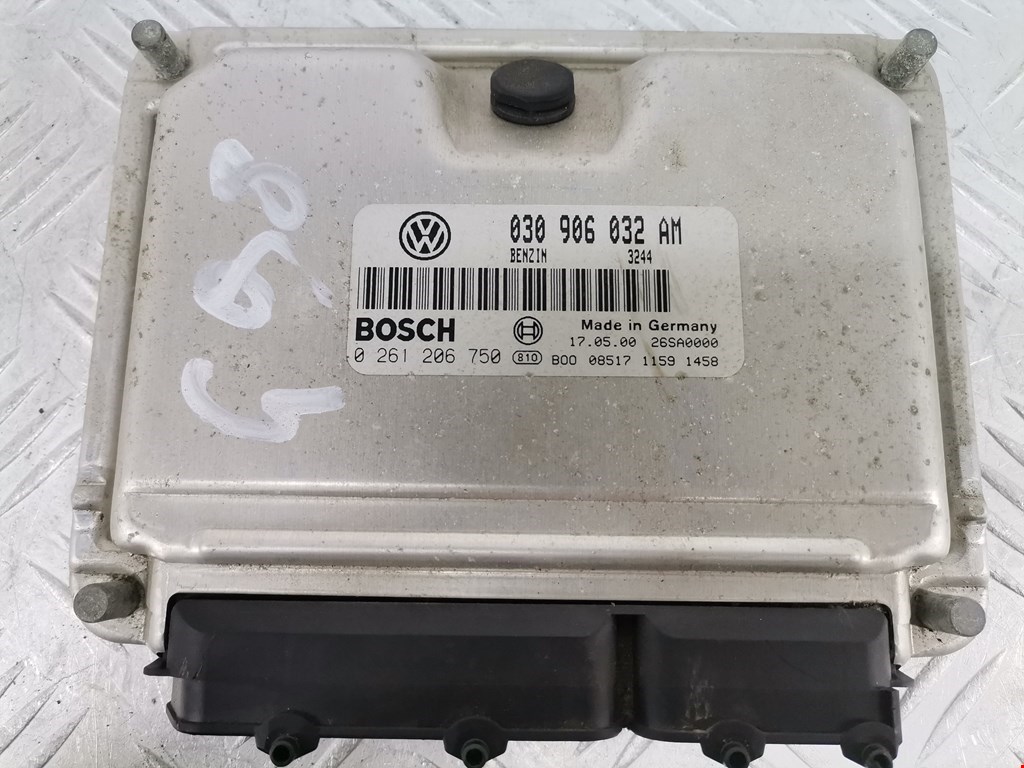 030 906 032 AM
BENZIN 3244
BOSCH Made in Germany
17.05.00 26SA0000
0 261 206 750 810 B00 08517 1159 1458